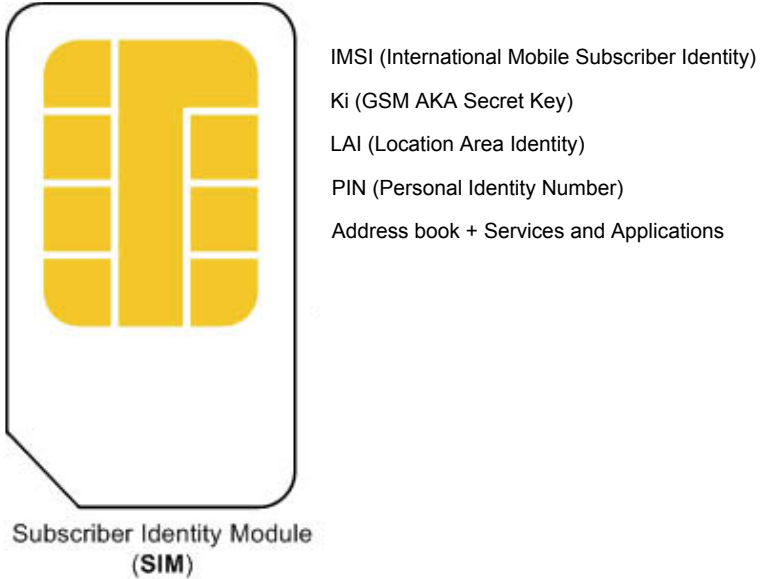 IMSI (International Mobile Subscriber Identity)
Ki (GSM AKA Secret Key)
LAI (Location Area Identity)
PIN (Personal Identity Number)
Address book + Services and Applications
Subscriber Identity Module
(SIM)